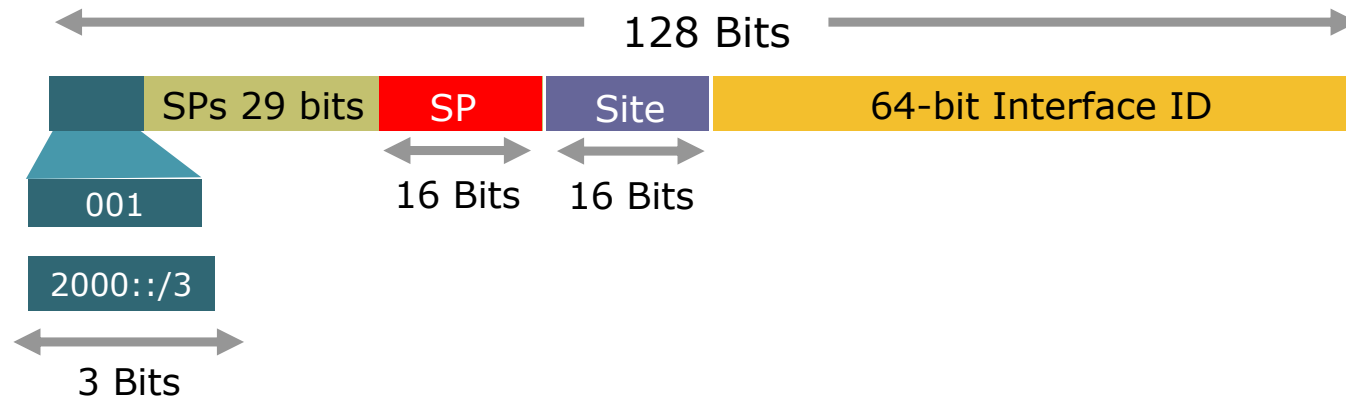 128 Bits
SPs 29 bits
SP
Site
64-bit Interface ID
16 Bits
16 Bits
001
2000::/3
3 Bits